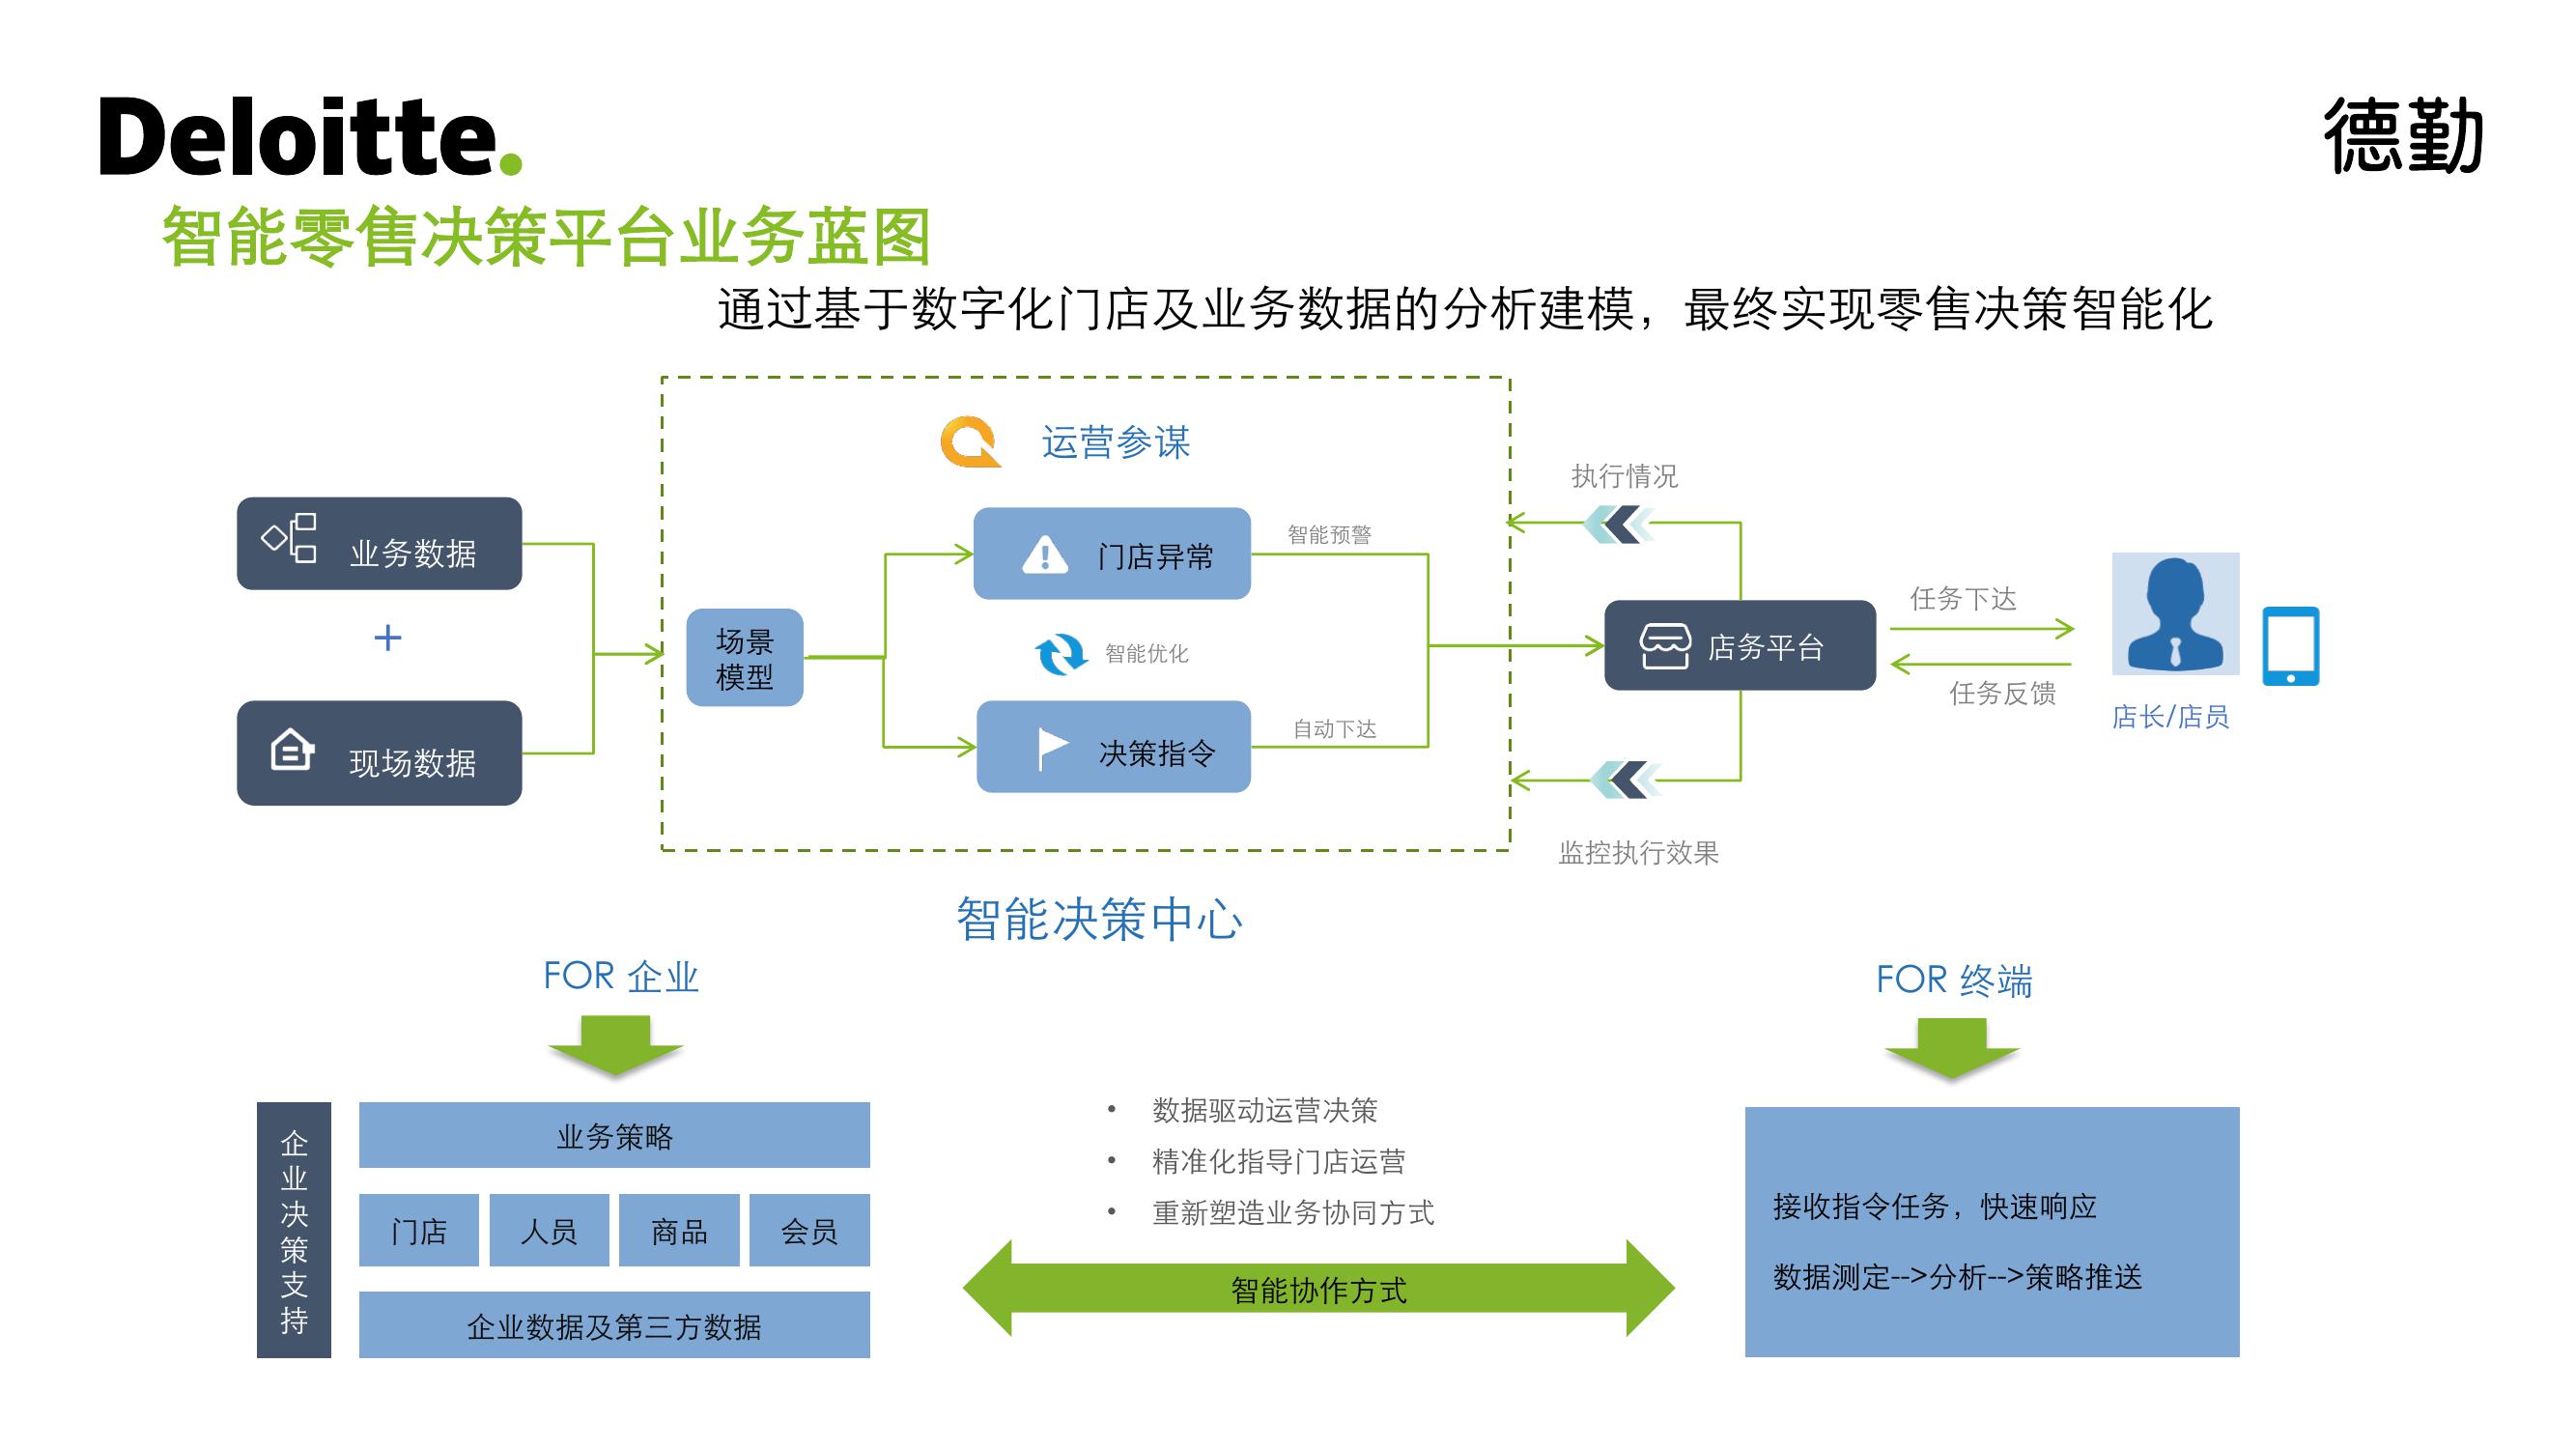 Deloitte.
德勤
智能零售决策平台业务蓝图
通过基于数字化门店及业务数据的分析建模，最终实现零售决策智能化
运营参谋
业务数据
+
现场数据
场景
模型
门店异常
智能预警
智能优化
决策指令
自动下达
执行情况
店务平台
监控执行效果
任务下达
任务反馈
店长/店员
智能决策中心
FOR 企业
企业决策支持
业务策略
门店
人员
商品
会员
企业数据及第三方数据
• 数据驱动运营决策
• 精准化指导门店运营
• 重新塑造业务协同方式
智能协作方式
FOR 终端
接收指令任务，快速响应
数据测定-->分析-->策略推送